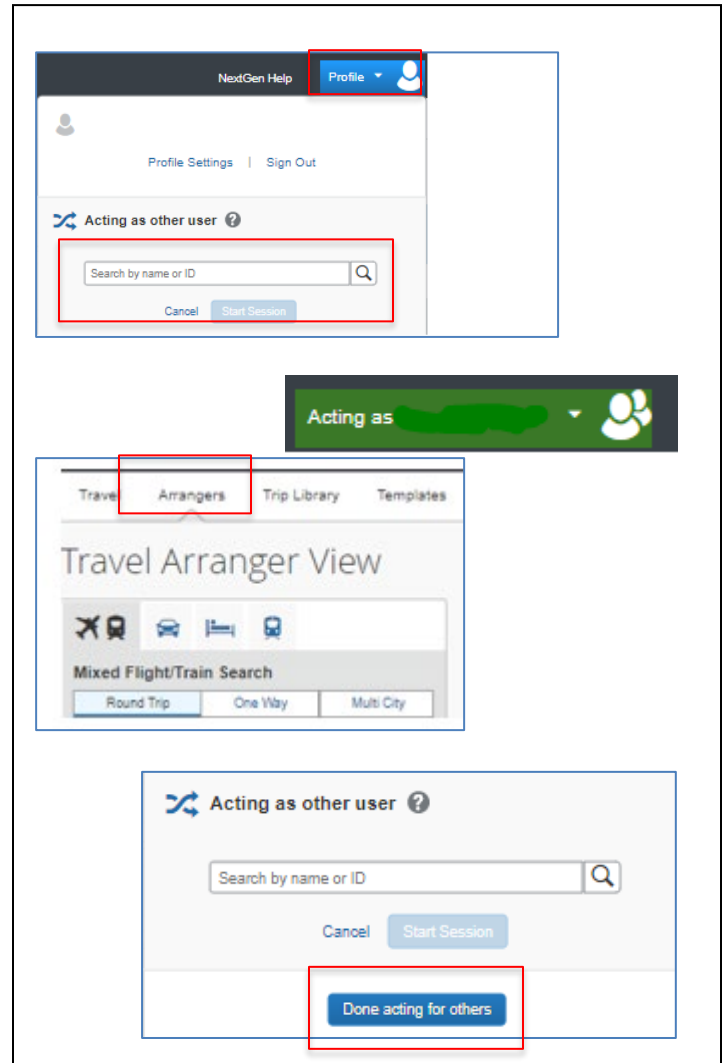 NextGen Help Profile
Profile Settings | Sign Out
Acting as other user ?
Search by name or ID
Cancel Start Session
Acting as
Travel Arrangers Trip Library Templates
Travel Arranger View
Mixed Flight/Train Search
Round Trip One Way Multi City
Acting as other user ?
Search by name or ID
Cancel Start Session
Done acting for others